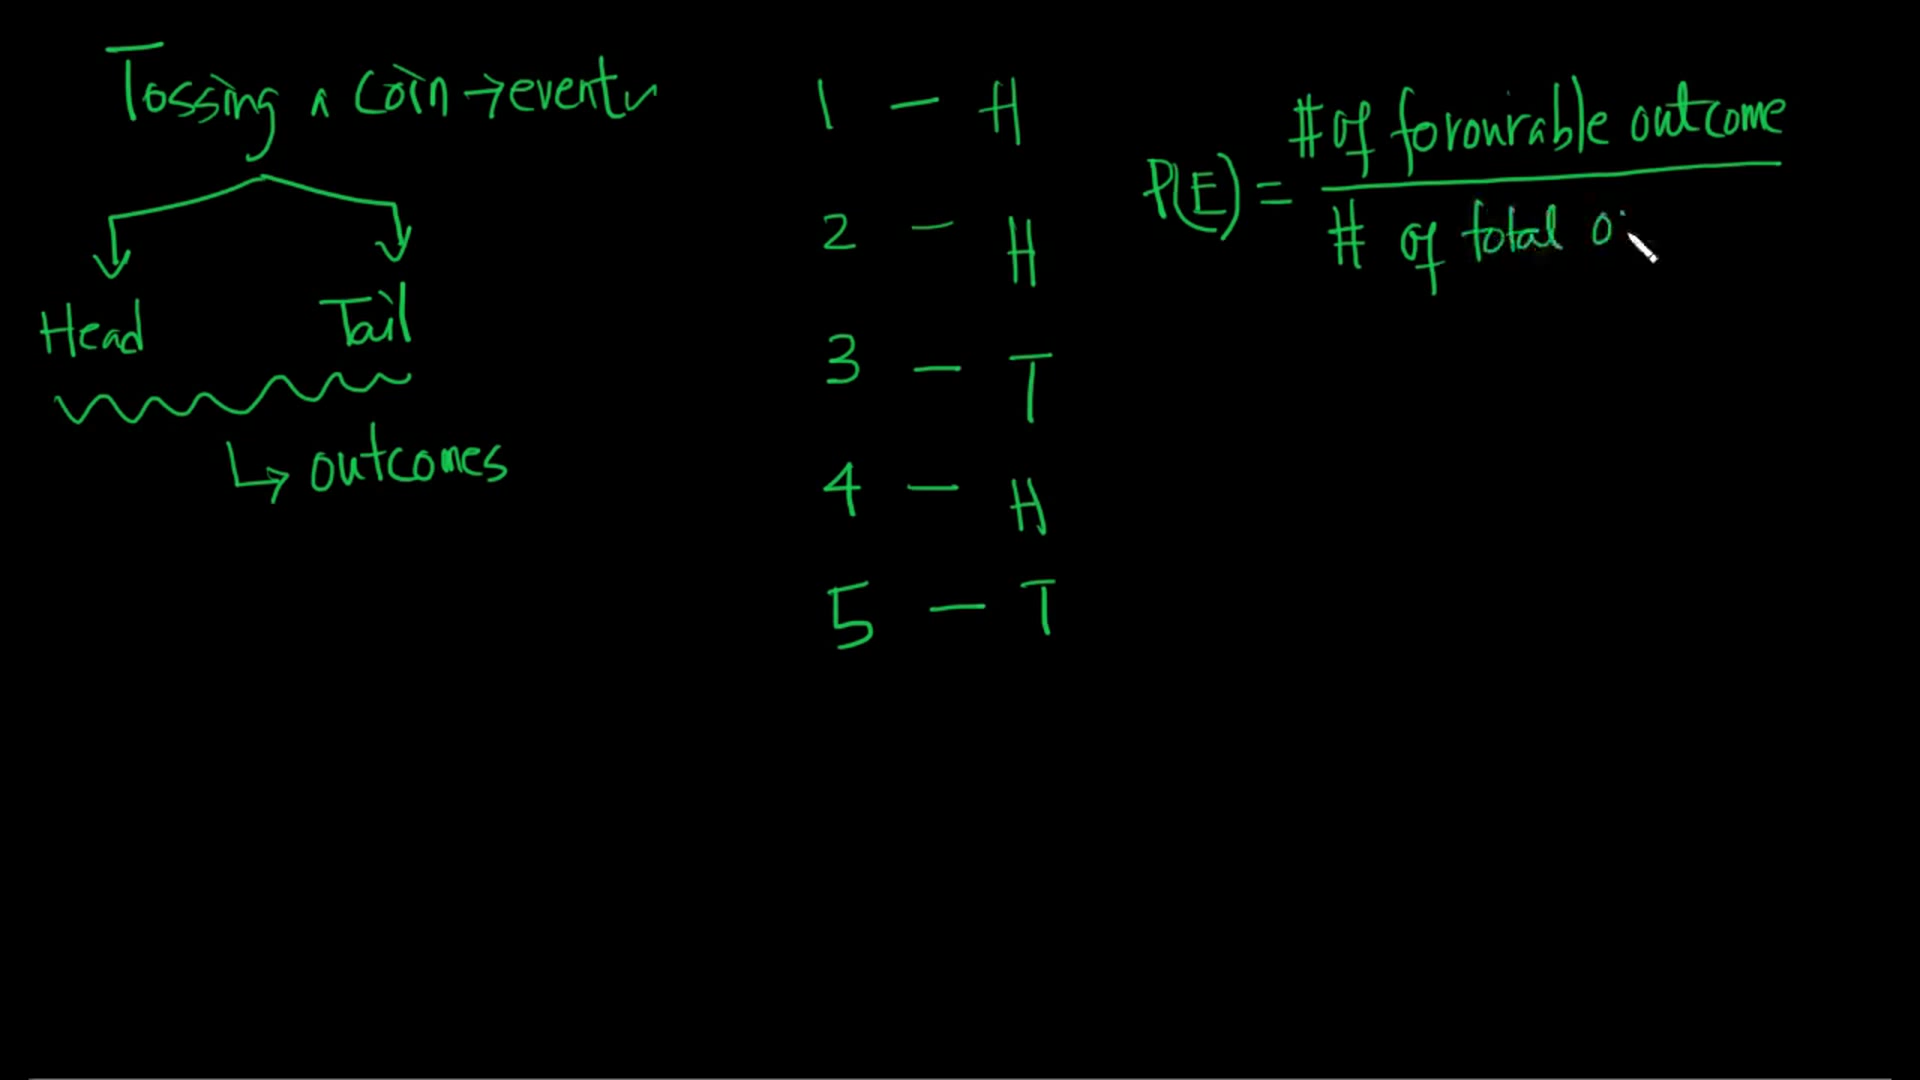 Tossing a Coin → event
Head Tail
↳ outcomes
1 — H
2 — H
3 — T
4 — H
5 — T
P(E) = # of forourable outcome
# of total o